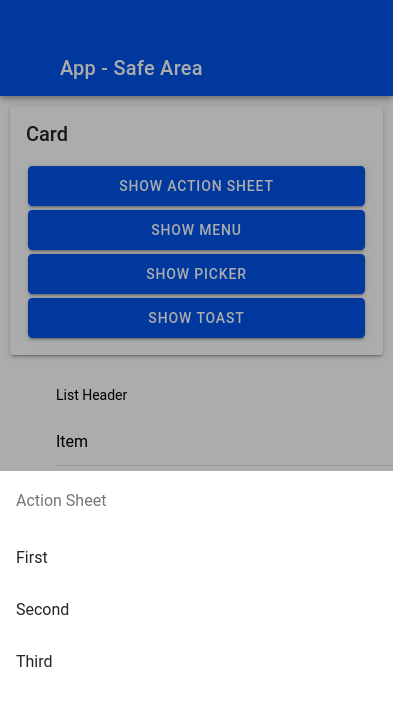 App - Safe Area
Card
SHOW ACTION SHEET
SHOW MENU
SHOW PICKER
SHOW TOAST
List Header
Item
Action Sheet
First
Second
Third